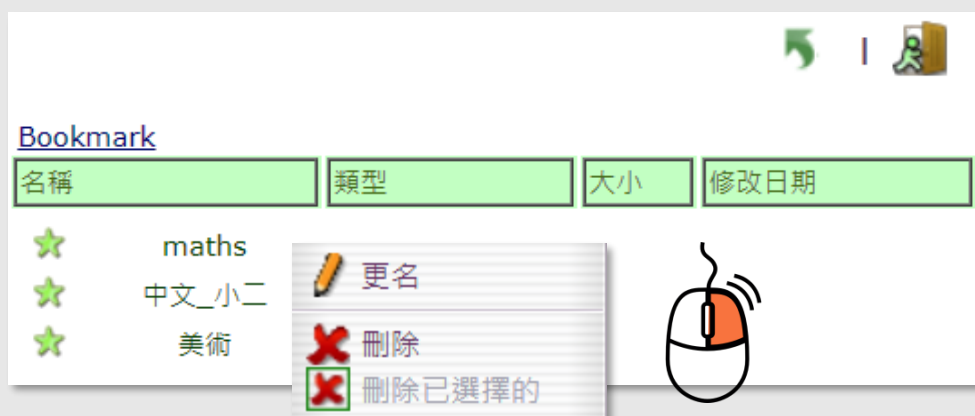 Bookmark
名稱 類型 大小 修改日期
maths
中文_小二
美術
更名
刪除
刪除已選擇的